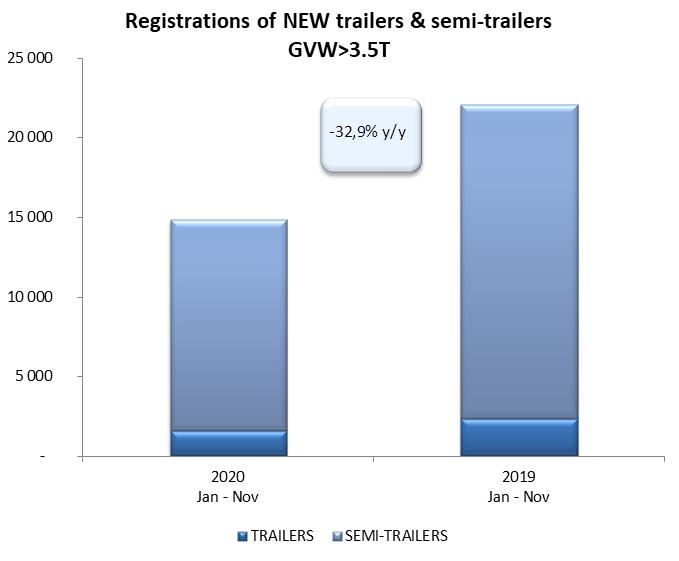 Registrations of NEW trailers & semi-trailers
GVW>3.5T
25 000
20 000
15 000
10 000
5 000
-
-32,9% y/y
2020
Jan - Nov
2019
Jan - Nov
TRAILERS
SEMI-TRAILERS